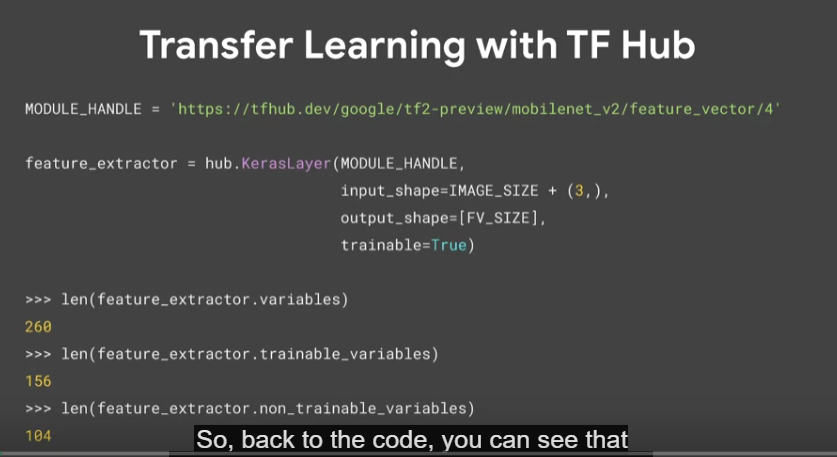 Transfer Learning with TF Hub
MODULE_HANDLE = 'https://tfhub.dev/google/tf2-preview/mobilenet_v2/feature_vector/4'
feature_extractor = hub.KerasLayer(MODULE_HANDLE,
input_shape=IMAGE_SIZE + (3,),
output_shape=[FV_SIZE],
trainable=True)
>>> len(feature_extractor.variables)
260
>>> len(feature_extractor.trainable_variables)
156
>>> len(feature_extractor.non_trainable_variables)
104
So, back to the code, you can see that